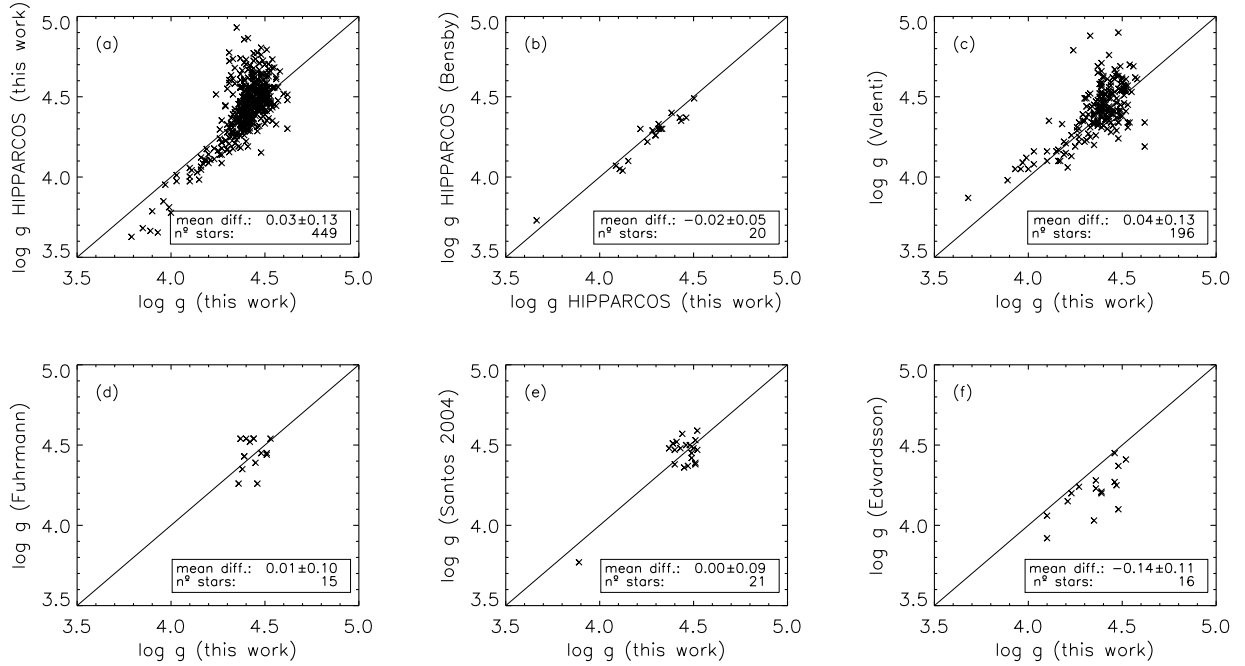 5.0
4.5
4.0
3.5
log g HIPPARCOS (this work)
(a)
mean diff.: 0.03±0.13
nº stars: 449
3.5 4.0 4.5 5.0
log g (this work)
5.0
4.5
4.0
3.5
log g HIPPARCOS (Bensby)
(b)
mean diff.: −0.02±0.05
nº stars: 20
3.5 4.0 4.5 5.0
log g HIPPARCOS (this work)
5.0
4.5
4.0
3.5
log g (Valenti)
(c)
mean diff.: 0.04±0.13
nº stars: 196
3.5 4.0 4.5 5.0
log g (this work)
5.0
4.5
4.0
3.5
log g (Fuhrmann)
(d)
mean diff.: 0.01±0.10
nº stars: 15
3.5 4.0 4.5 5.0
log g (this work)
5.0
4.5
4.0
3.5
log g (Santos 2004)
(e)
mean diff.: 0.00±0.09
nº stars: 21
3.5 4.0 4.5 5.0
log g (this work)
5.0
4.5
4.0
3.5
log g (Edvardsson)
(f)
mean diff.: −0.14±0.11
nº stars: 16
3.5 4.0 4.5 5.0
log g (this work)